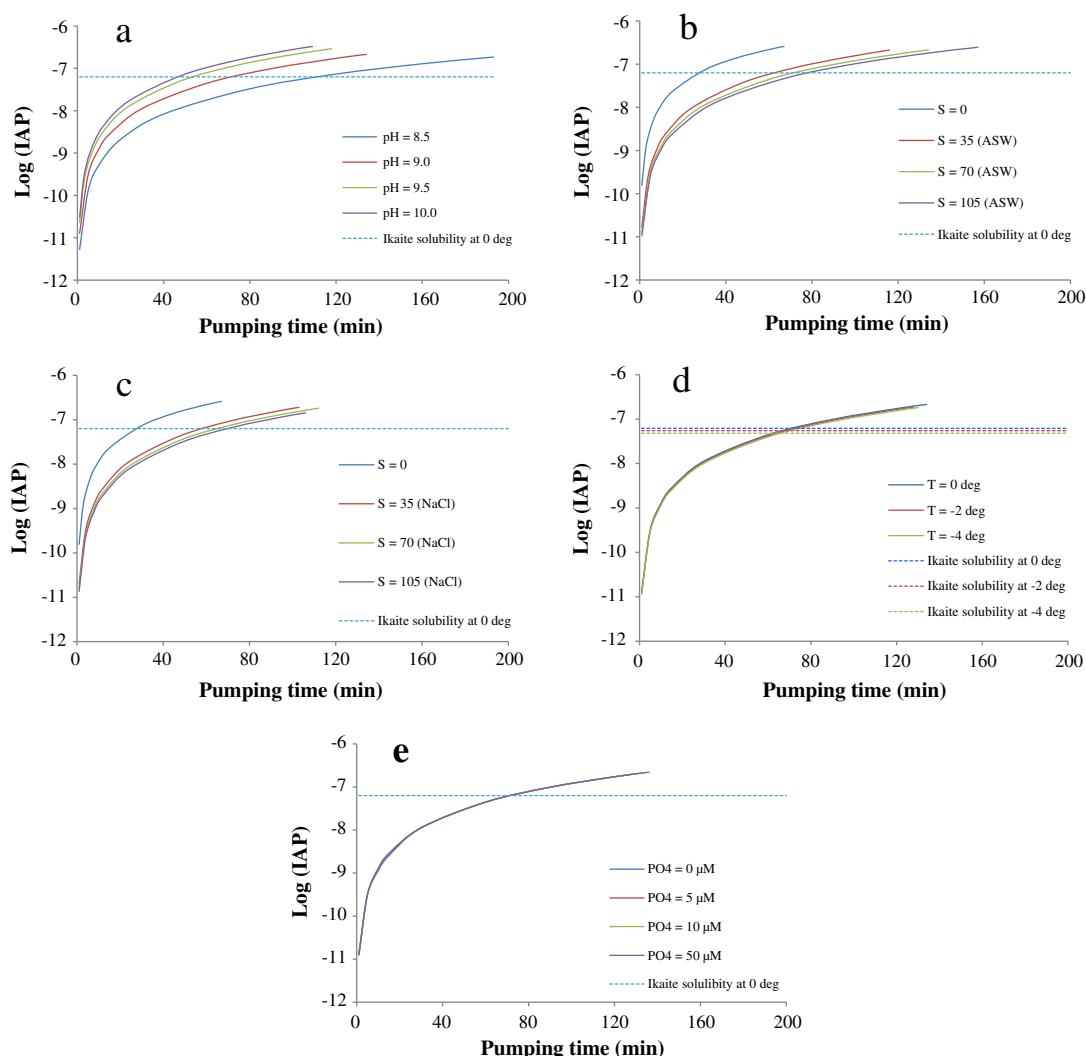 a
-6
-7
-8
-9
-10
-11
-12
Log (IAP)
0 40 80 120 160 200
Pumping time (min)
pH = 8.5
pH = 9.0
pH = 9.5
pH = 10.0
Ikaite solubility at 0 deg
b
-6
-7
-8
-9
-10
-11
-12
Log (IAP)
0 40 80 120 160 200
Pumping time (min)
S = 0
S = 35 (ASW)
S = 70 (ASW)
S = 105 (ASW)
Ikaite solubility at 0 deg
c
-6
-7
-8
-9
-10
-11
-12
Log (IAP)
0 40 80 120 160 200
Pumping time (min)
S = 0
S = 35 (NaCl)
S = 70 (NaCl)
S = 105 (NaCl)
Ikaite solubility at 0 deg
d
-6
-7
-8
-9
-10
-11
-12
Log (IAP)
0 40 80 120 160 200
Pumping time (min)
T = 0 deg
T = -2 deg
T = -4 deg
Ikaite solubility at 0 deg
Ikaite solubility at -2 deg
Ikaite solubility at -4 deg
e
-6
-7
-8
-9
-10
-11
-12
Log (IAP)
0 40 80 120 160 200
Pumping time (min)
PO4 = 0 µM
PO4 = 5 µM
PO4 = 10 µM
PO4 = 50 µM
Ikaite solulibity at 0 deg